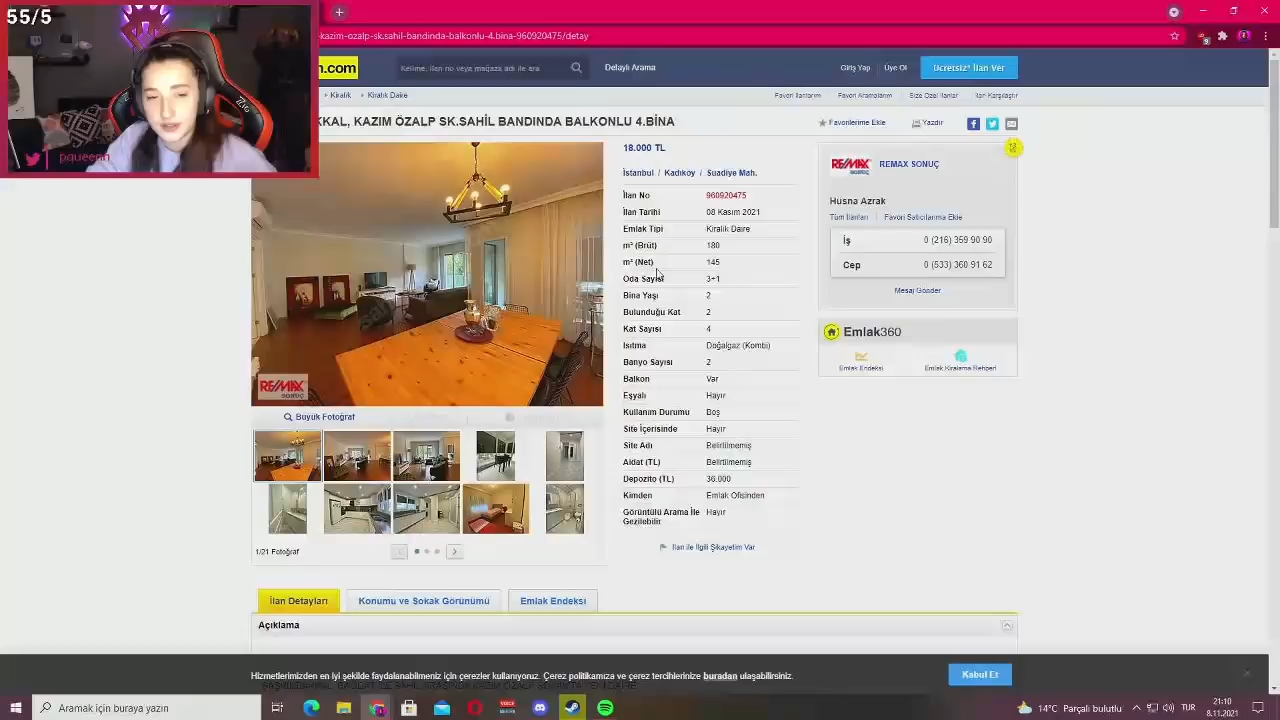 55/5
pqueenn
kazim-ozalp-sk.sahil-bandinda-balkonlu-4.bina-960920475/detay
n.com
Kelime, ilan no veya mağaza adı ile ara
Detaylı Arama
Giriş Yap
Üye Ol
Ücretsiz* İlan Ver
Kiralık
Kiralık Daire
Favori İlanlarım
Favori Aramalarım
Size Özel İlanlar
İlan Karşılaştır
KKAL, KAZIM ÖZALP SK.SAHİL BANDINDA BALKONLU 4.BİNA
Favorilerime Ekle
Yazdır
18.000 TL
İstanbul / Kadıköy / Suadiye Mah.
İlan No 960920475
İlan Tarihi 08 Kasım 2021
Emlak Tipi Kiralık Daire
m² (Brüt) 180
m² (Net) 145
Oda Sayısı 3+1
Bina Yaşı 2
Bulunduğu Kat 2
Kat Sayısı 4
Isıtma Doğalgaz (Kombi)
Banyo Sayısı 2
Balkon Var
Eşyalı Hayır
Kullanım Durumu Boş
Site İçerisinde Hayır
Site Adı Belirtilmemiş
Aidat (TL) Belirtilmemiş
Depozito (TL) 36.000
Kimden Emlak Ofisinden
Görüntülü Arama İle Gezilebilir Hayır
İlan ile İlgili Şikayetim Var
RE/MAX SONUÇ
REMAX SONUÇ
Hüsna Azrak
Tüm İlanları
Favori Satıcılarıma Ekle
İş 0 (216) 359 90 90
Cep 0 (533) 360 91 62
Mesaj Gönder
Emlak360
Emlak Endeksi
Emlak Kiralama Rehberi
RE/MAX SONUÇ
Büyük Fotoğraf
1/21 Fotoğraf
İlan Detayları
Konumu ve Sokak Görünümü
Emlak Endeksi
Açıklama
Hizmetlerimizden en iyi şekilde faydalanabilmeniz için çerezler kullanıyoruz. Çerez politikamıza ve çerez tercihlerinize buradan ulaşabilirsiniz.
Kabul Et
Aramak için buraya yazın
14°C Parçalı bulutlu
TUR
21:10
8.11.2021